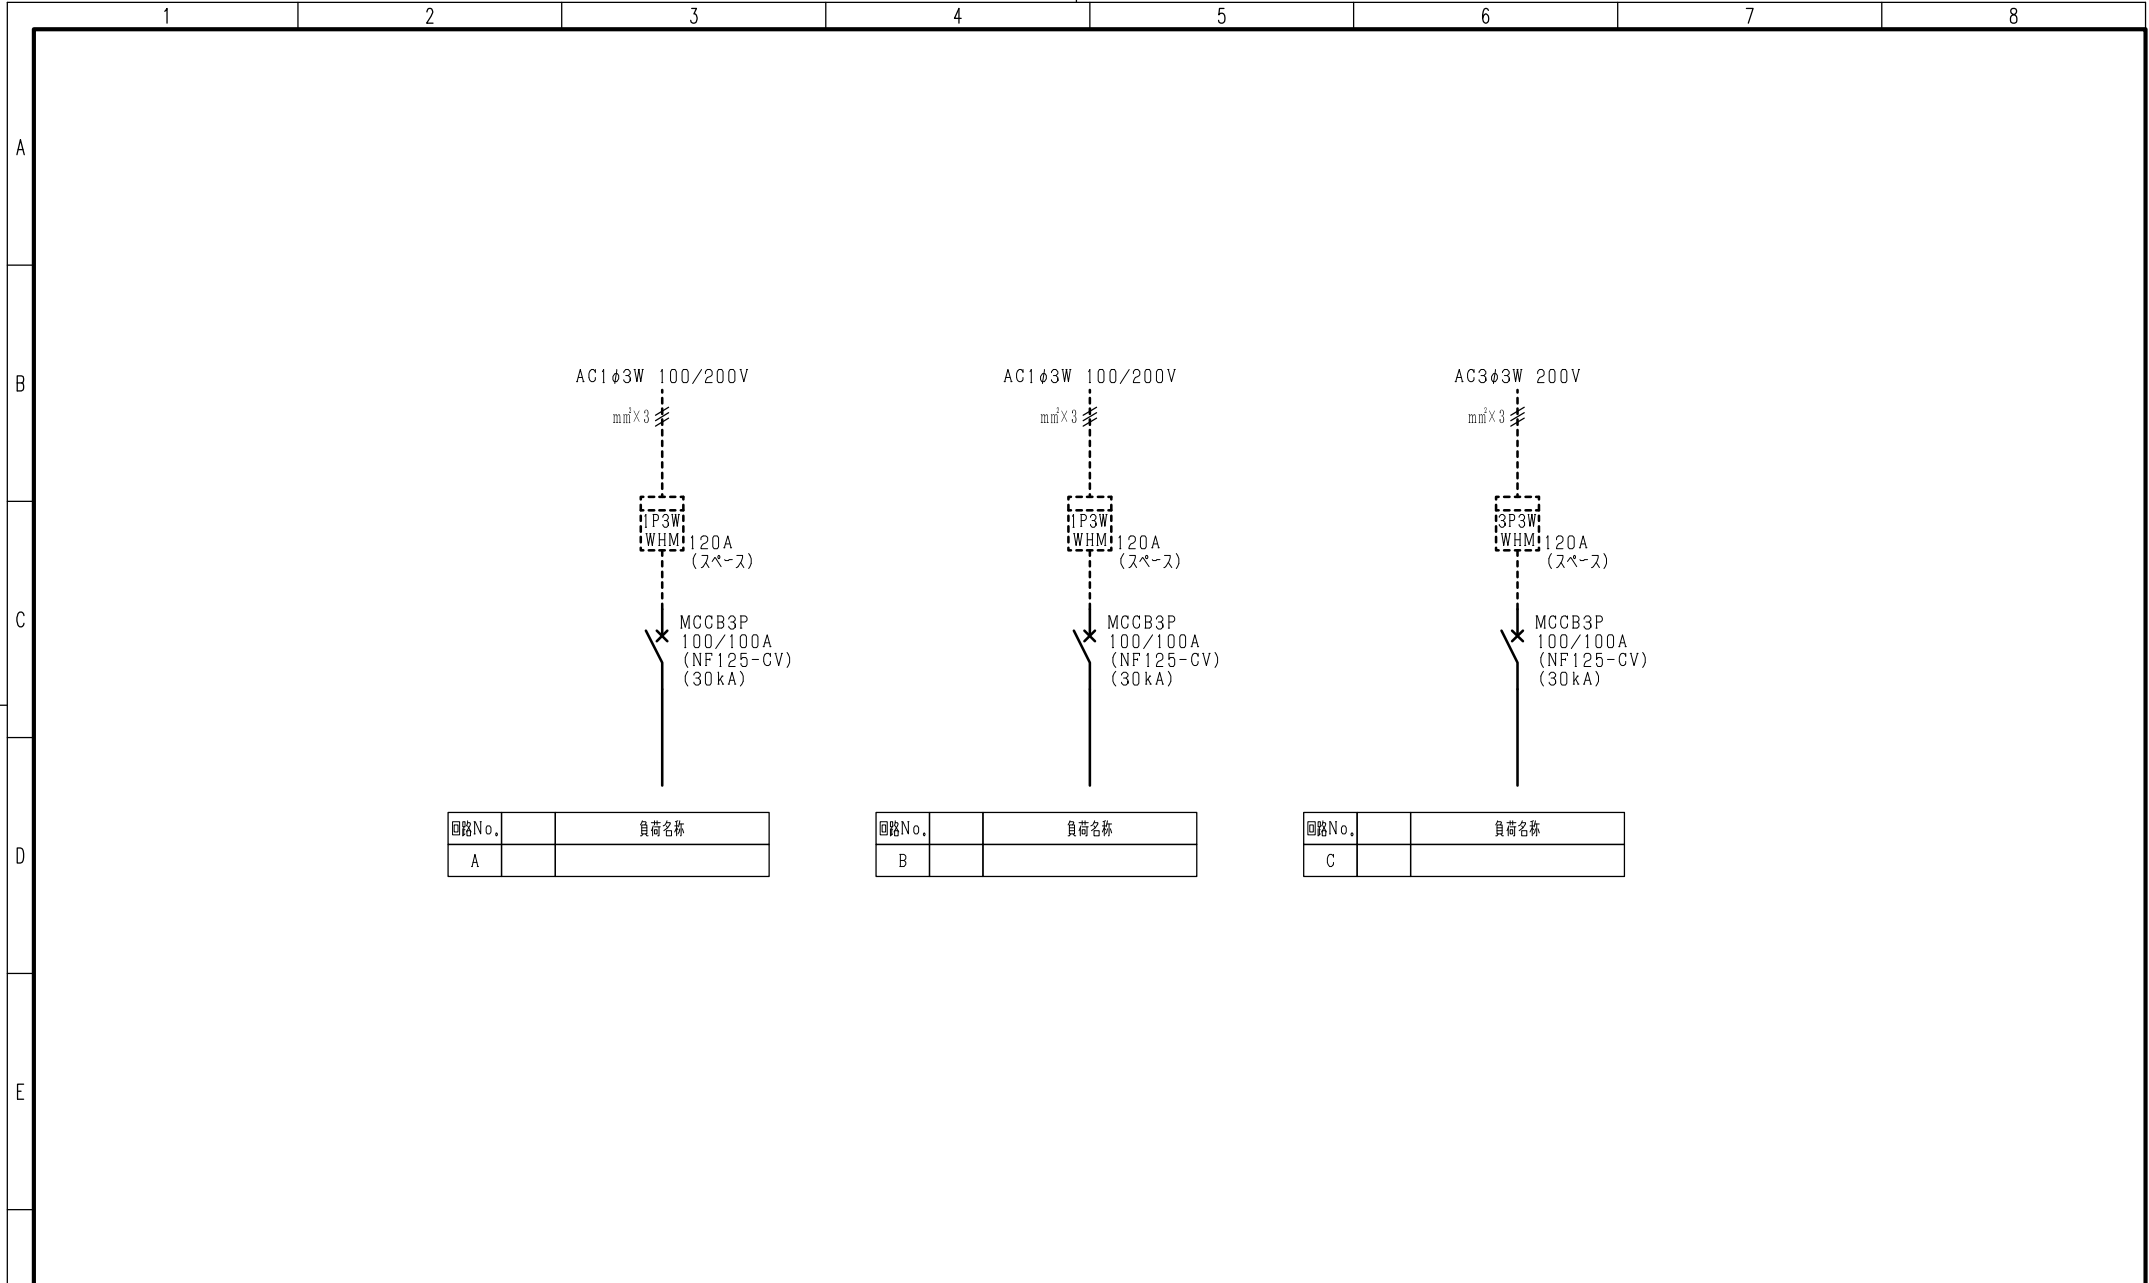 1 2 3 4 5 6 7 8
A
B
C
D
E
AC1φ3W 100/200V
mm²×3
1P3W
WHM
120A
(スペース)
MCCB3P
100/100A
(NF125-CV)
(30kA)
回路No. 負荷名称
A
AC1φ3W 100/200V
mm²×3
1P3W
WHM
120A
(スペース)
MCCB3P
100/100A
(NF125-CV)
(30kA)
回路No. 負荷名称
B
AC3φ3W 200V
mm²×3
3P3W
WHM
120A
(スペース)
MCCB3P
100/100A
(NF125-CV)
(30kA)
回路No. 負荷名称
C